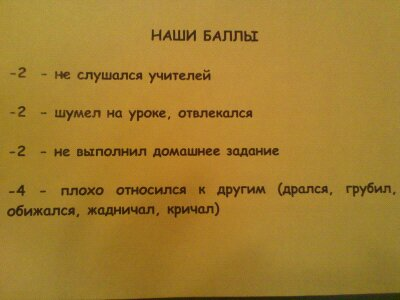 НАШИ БАЛЛЫ
-2 - не слушался учителей
-2 - шумел на уроке, отвлекался
-2 - не выполнил домашнее задание
-4 - плохо относился к другим (дрался, грубил,
обижался, жадничал, кричал)